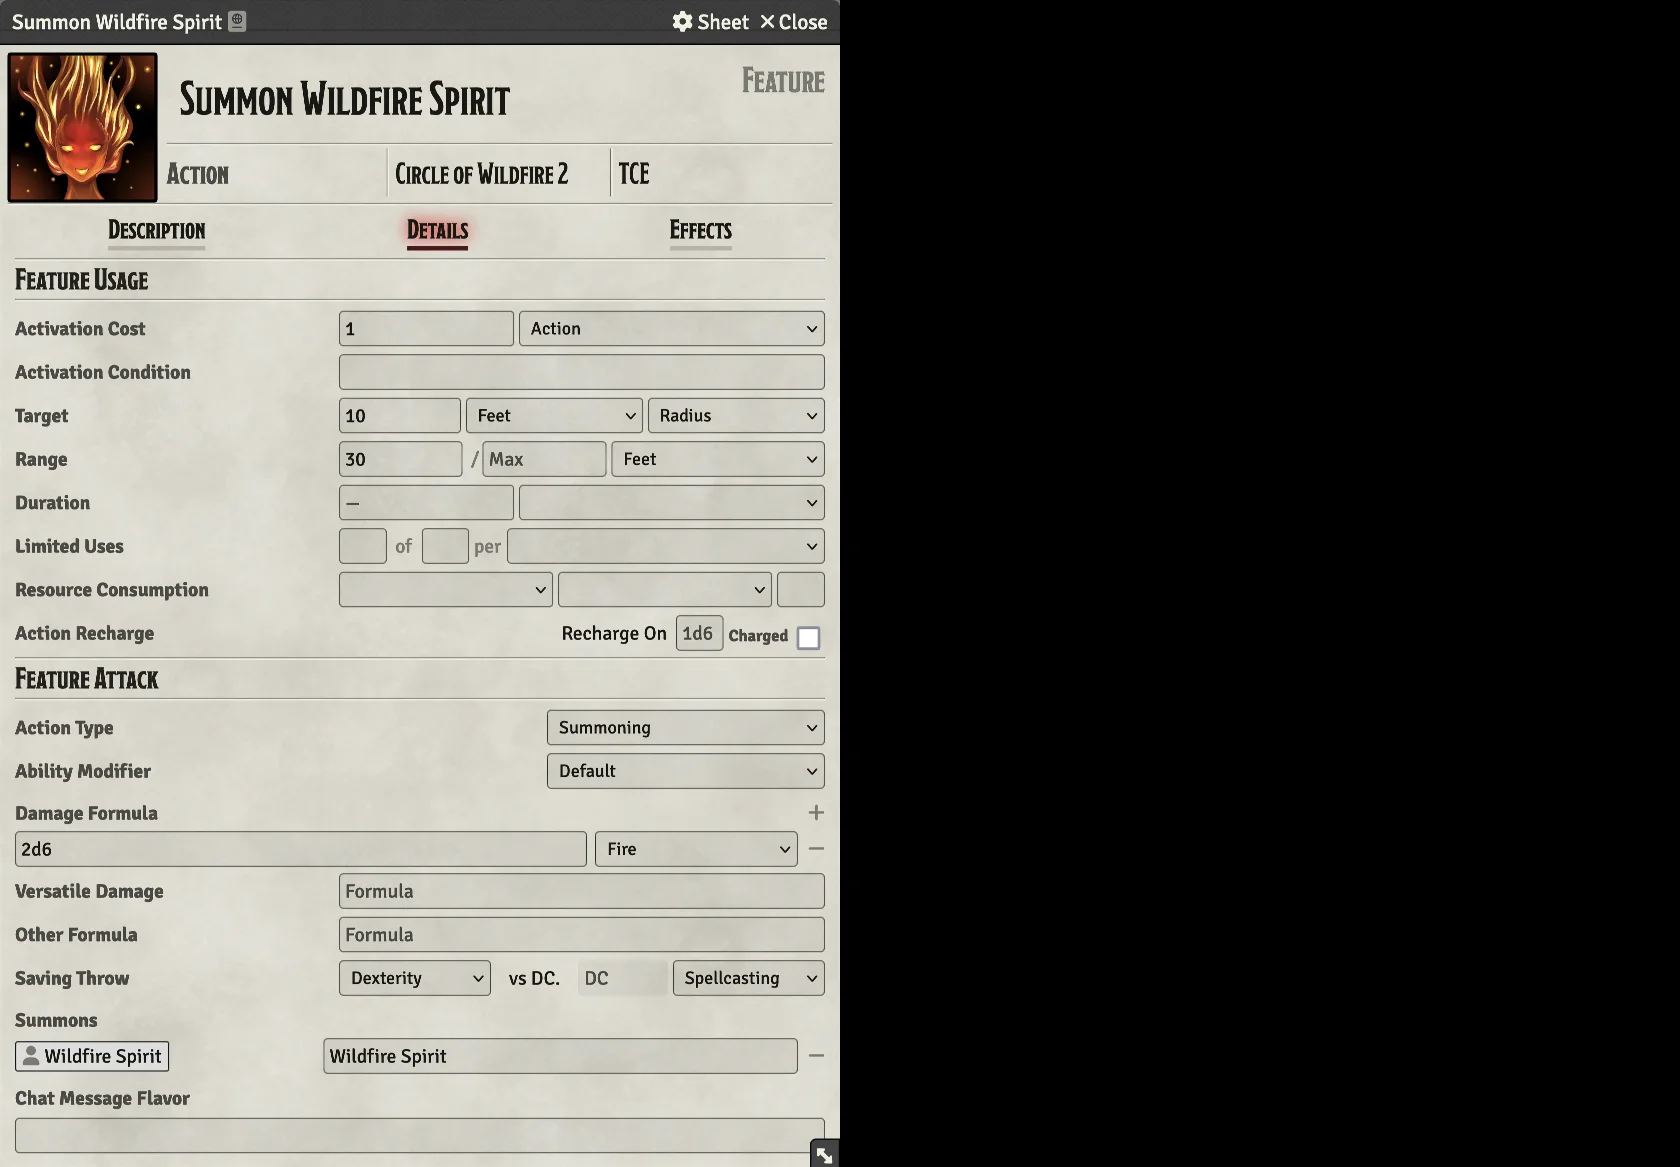 Summon Wildfire Spirit Sheet Close
Feature
Summon Wildfire Spirit
Action Circle of Wildfire 2 TCE
Description Details Effects
Feature Usage
Activation Cost 1 Action
Activation Condition
Target 10 Feet Radius
Range 30 / Max Feet
Duration —
Limited Uses of per
Resource Consumption
Action Recharge Recharge On 1d6 Charged
Feature Attack
Action Type Summoning
Ability Modifier Default
Damage Formula +
2d6 Fire −
Versatile Damage Formula
Other Formula Formula
Saving Throw Dexterity vs DC. DC Spellcasting
Summons
Wildfire Spirit Wildfire Spirit −
Chat Message Flavor